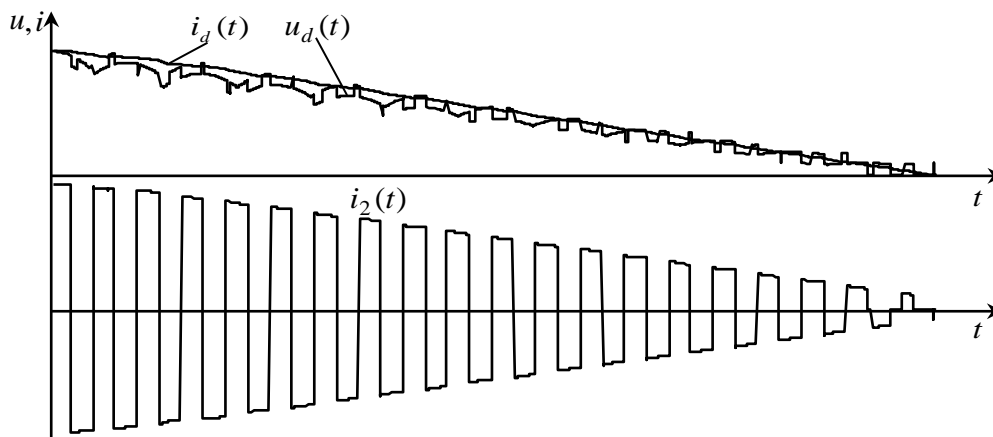 u, i
i_d(t)
u_d(t)
t
i_2(t)
t